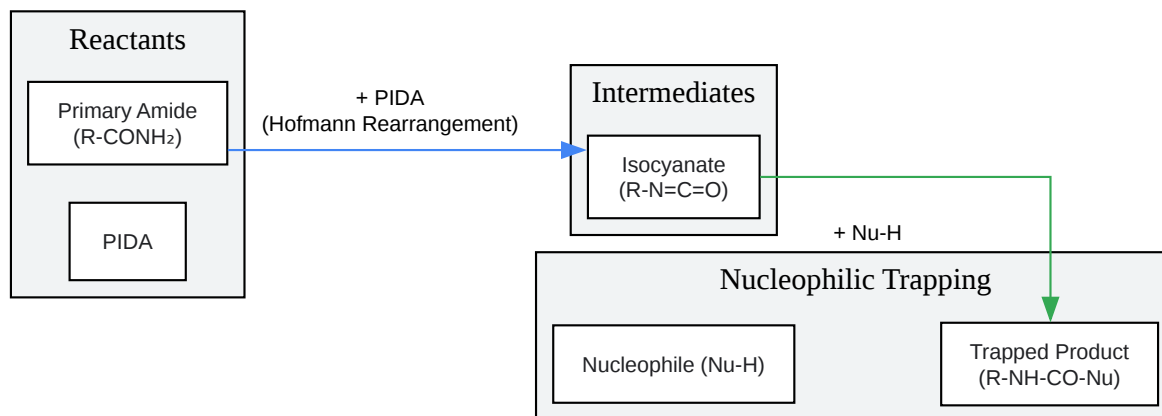 Reactants
Primary Amide
(R-CONH₂)
PIDA
+ PIDA
(Hofmann Rearrangement)
Intermediates
Isocyanate
(R-N=C=O)
+ Nu-H
Nucleophilic Trapping
Nucleophile (Nu-H)
Trapped Product
(R-NH-CO-Nu)